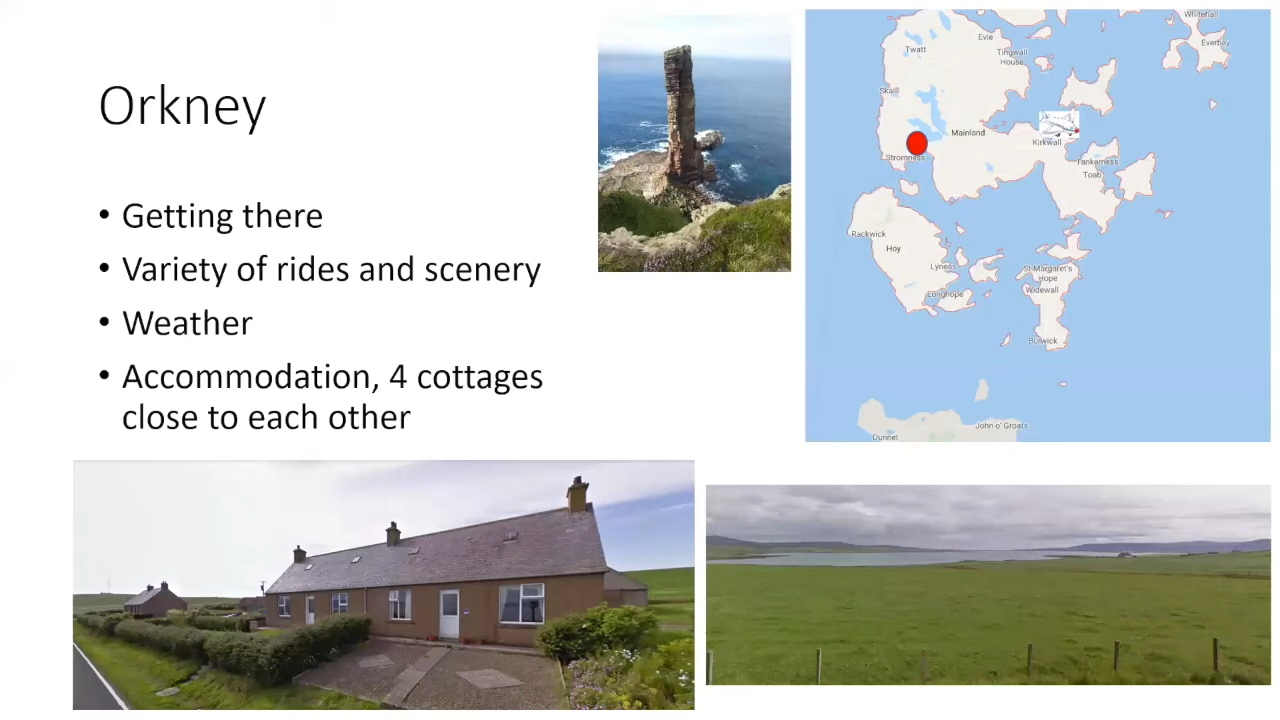 Orkney
• Getting there
• Variety of rides and scenery
• Weather
• Accommodation, 4 cottages
close to each other
Whitehall
Evie
Everbay
Twatt
Tingwall
House
Skaill
Mainland
Kirkwall
Stromness
Tankerness
Toab
Rackwick
Hoy
Lyness
St Margaret's
Hope
Widewall
Longhope
Burwick
John o' Groats
Dunnet